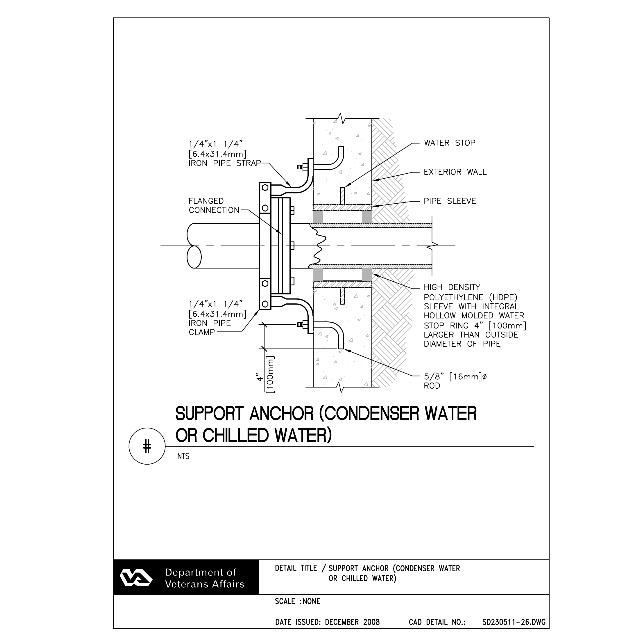 1/4"x1 1/4"
[6.4x31.4mm]
IRON PIPE STRAP
FLANGED
CONNECTION
1/4"x1 1/4"
[6.4x31.4mm]
IRON PIPE
CLAMP
4"
[100mm]
WATER STOP
EXTERIOR WALL
PIPE SLEEVE
HIGH DENSITY
POLYETHYLENE (HDPE)
SLEEVE WITH INTEGRAL
HOLLOW MOLDED WATER
STOP RING 4" [100mm]
LARGER THAN OUTSIDE
DIAMETER OF PIPE
5/8" [16mm]ø
ROD
SUPPORT ANCHOR (CONDENSER WATER
OR CHILLED WATER)
#
NTS
VA
Department of
Veterans Affairs
DETAIL TITLE / SUPPORT ANCHOR (CONDENSER WATER
OR CHILLED WATER)
SCALE :NONE
DATE ISSUED: DECEMBER 2008 CAD DETAIL NO.: SD230511-26.DWG